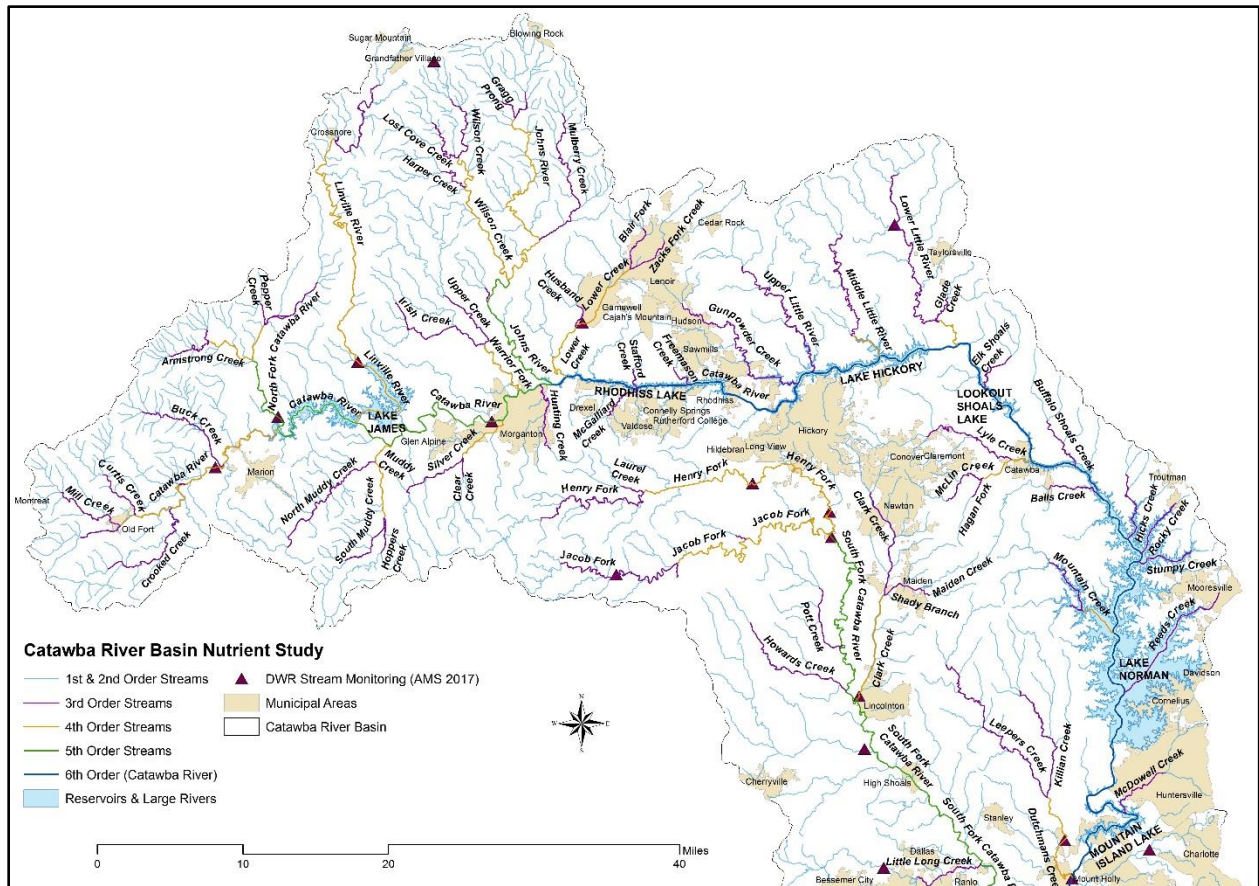 Blowing Rock
Sugar Mountain
Grandfather Village
Gragg
Prong
Crossnore
Lost Cove Creek
Wilson Creek
Johns River
Mulberry Creek
Harper Creek
Linville River
Wilson Creek
Blair Fork
Zacks Fork Creek
Cedar Rock
Lower Little River
Taylorsville
Pepper
Creek
North Fork Catawba River
Upper Creek
Irish Creek
Husband
Creek
Lower Creek
Lenoir
Gamewell
Cajah's Mountain
Hudson
Upper Little River
Middle Little River
Glade
Creek
Armstrong Creek
Johns River
Warrior Fork
Lower
Creek
Stafford
Creek
Freemason
Creek
Sawmills
Gunpowder Creek
Elk Shoals
Creek
Buck Creek
Catawba River
Linville River
LAKE
JAMES
Catawba River
RHODHISS LAKE
Catawba River
Rhodhiss
LAKE HICKORY
LOOKOUT
SHOALS
LAKE
Buffalo Shoals Creek
Glen Alpine
Silver Creek
Morganton
Hunting Creek
Drexel
McGalliard
Creek
Valdese
Connelly Springs
Rutherford College
Hickory
Long View
Hildebran
Conover
Claremont
Lyle Creek
Catawba
Curtis Creek
Mill Creek
Montreat
Catawba River
Marion
Muddy
Creek
Clear
Creek
Laurel
Creek
Henry Fork
Henry Fork
Henry Fork
McLin Creek
Hagan Fork
Balls Creek
Troutman
Hicks Creek
Rocky Creek
Old Fort
Crooked Creek
North Muddy Creek
South Muddy Creek
Hoppers
Creek
Jacob Fork
Jacob Fork
Jacob Fork
Clark Creek
Newton
Stumpy Creek
Mooresville
South Fork
Catawba River
Maiden
Maiden Creek
Shady Branch
Mountain Creek
Reeds Creek
Pott Creek
Howards Creek
Clark Creek
LAKE
NORMAN
Davidson
Cornelius
Lincolnton
Leepers Creek
Killian Creek
South Fork
Catawba River
High Shoals
Cherryville
McDowell Creek
Huntersville
Stanley
Dutchmans Creek
MOUNTAIN
ISLAND LAKE
South Fork Catawba
Dallas
Little Long Creek
Bessemer City
Ranlo
Mount Holly
Charlotte
Catawba River Basin Nutrient Study
1st & 2nd Order Streams
3rd Order Streams
4th Order Streams
5th Order Streams
6th Order (Catawba River)
Reservoirs & Large Rivers
DWR Stream Monitoring (AMS 2017)
Municipal Areas
Catawba River Basin
N
E
S
W
0 10 20 40
Miles